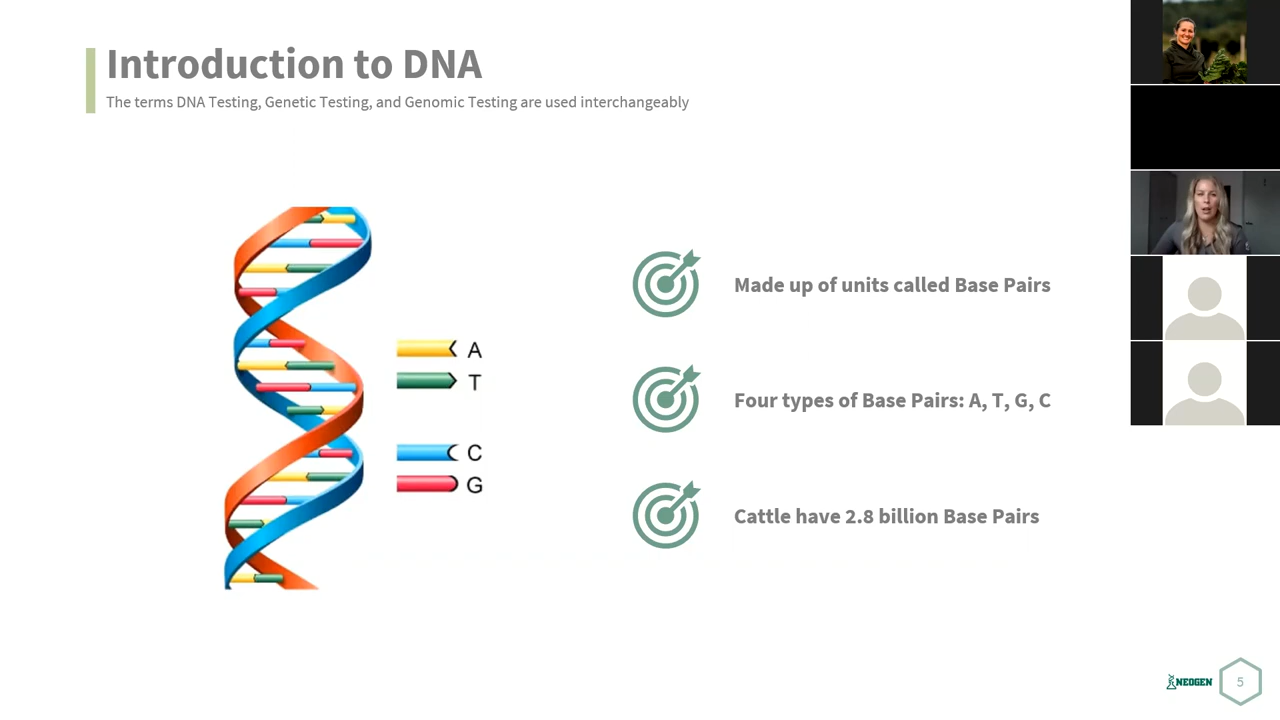 Introduction to DNA
The terms DNA Testing, Genetic Testing, and Genomic Testing are used interchangeably
A
T
C
G
Made up of units called Base Pairs
Four types of Base Pairs: A, T, G, C
Cattle have 2.8 billion Base Pairs
NEOGEN
5